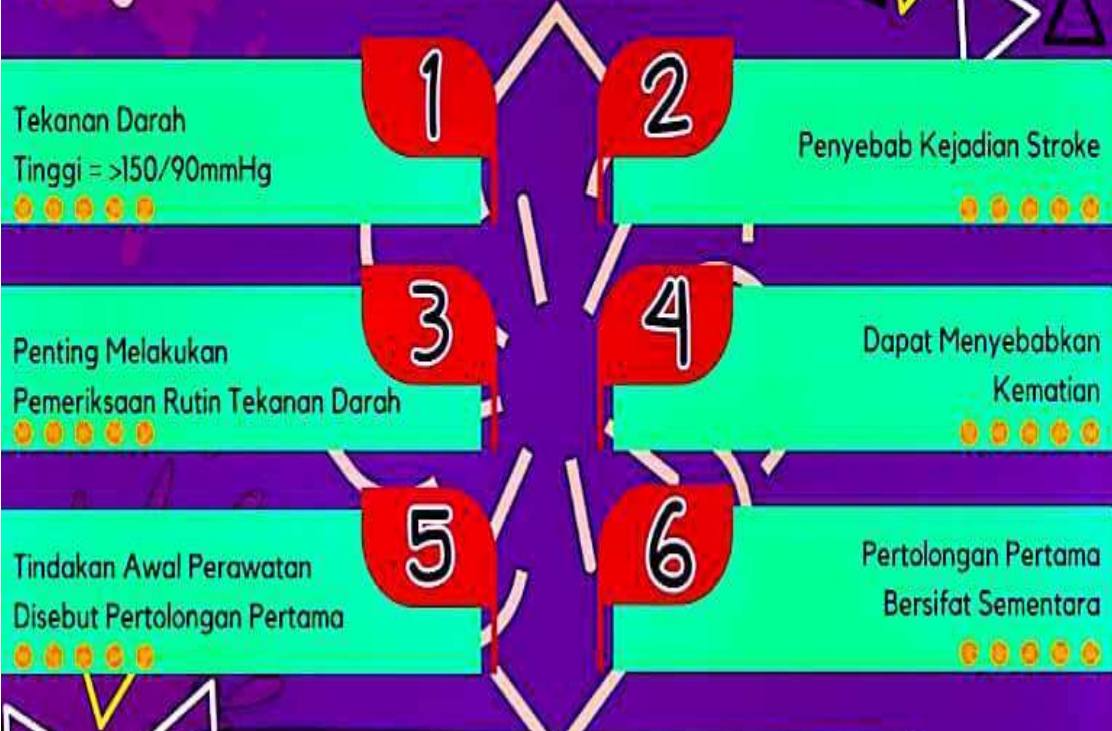 1
Tekanan Darah
Tinggi = >150/90mmHg
2
Penyebab Kejadian Stroke
3
Penting Melakukan
Pemeriksaan Rutin Tekanan Darah
4
Dapat Menyebabkan
Kematian
5
Tindakan Awal Perawatan
Disebut Pertolongan Pertama
6
Pertolongan Pertama
Bersifat Sementara